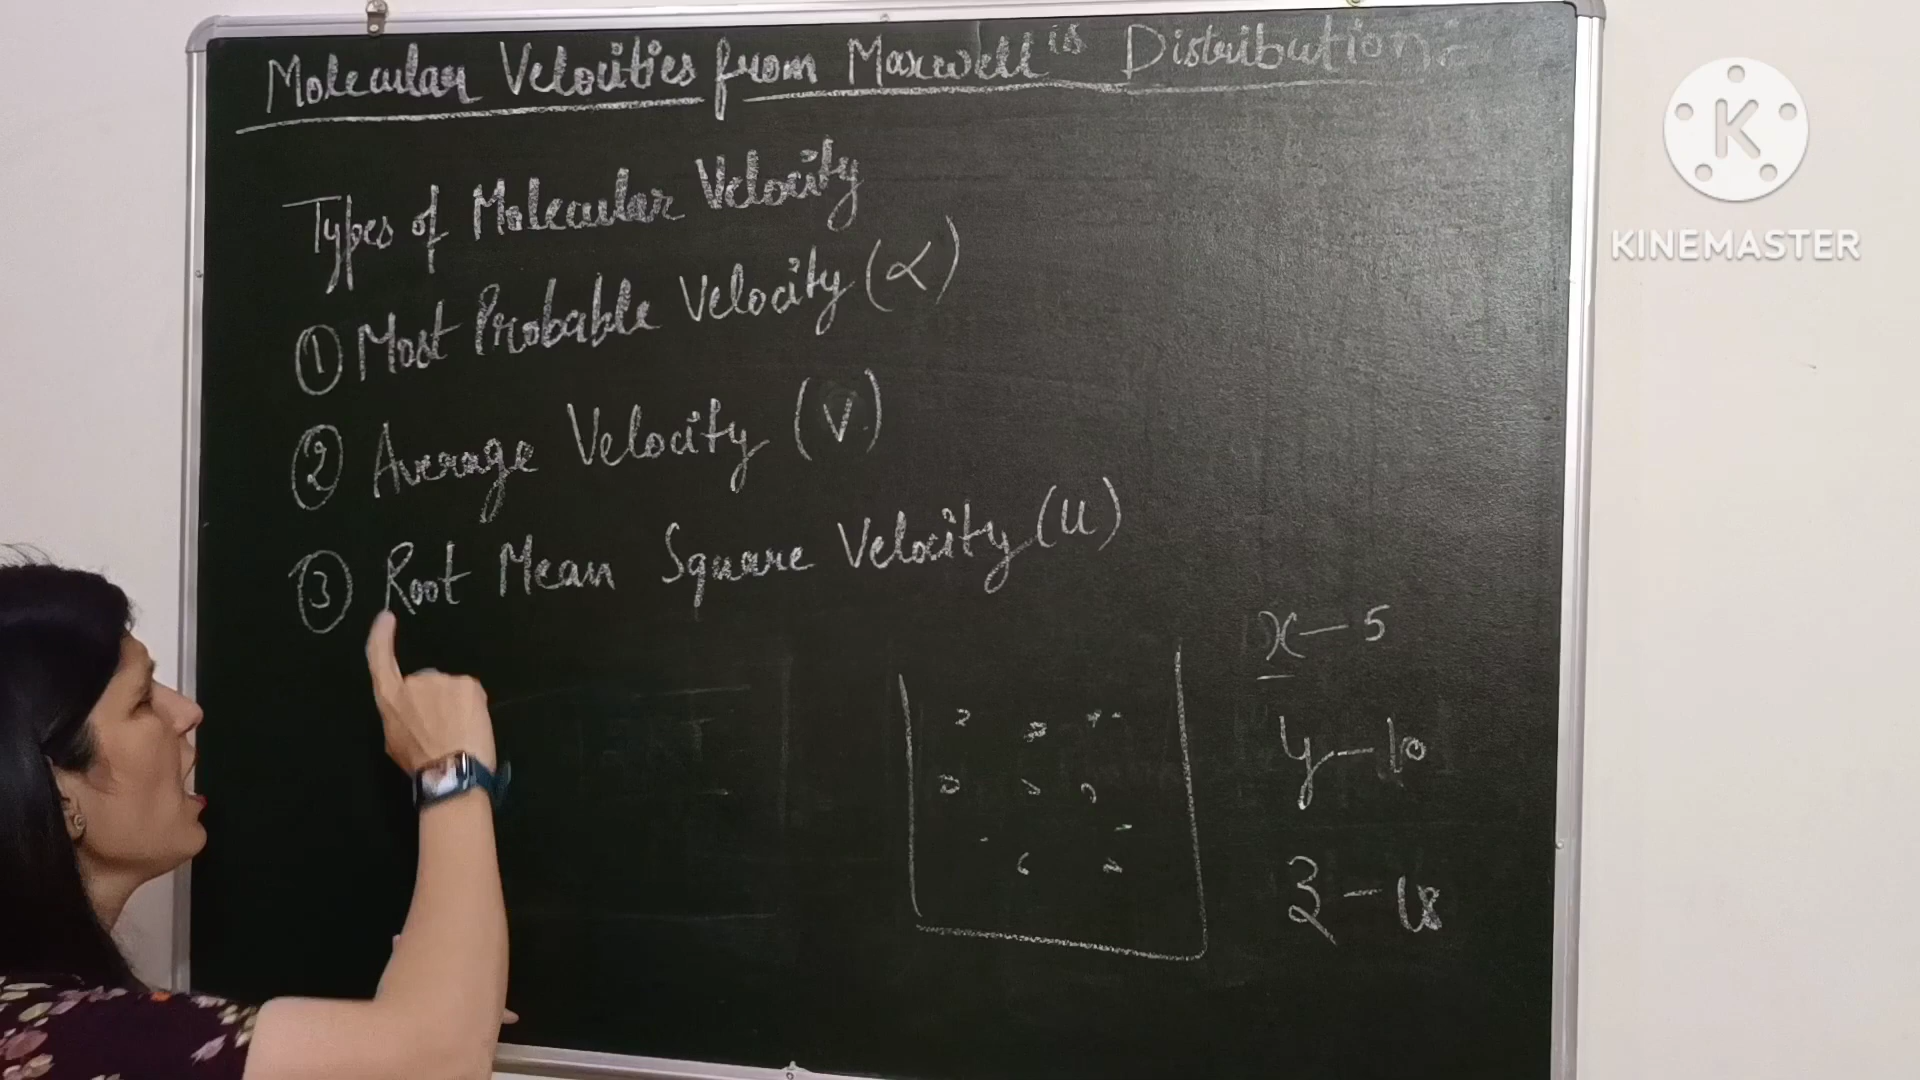 Molecular Velocities from Maxwell's Distribution:-
Types of Molecular Velocity
① Most Probable Velocity (α)
② Average Velocity (V)
③ Root Mean Square Velocity (U)
x — 5
y — 10
z — 18
K
KINEMASTER